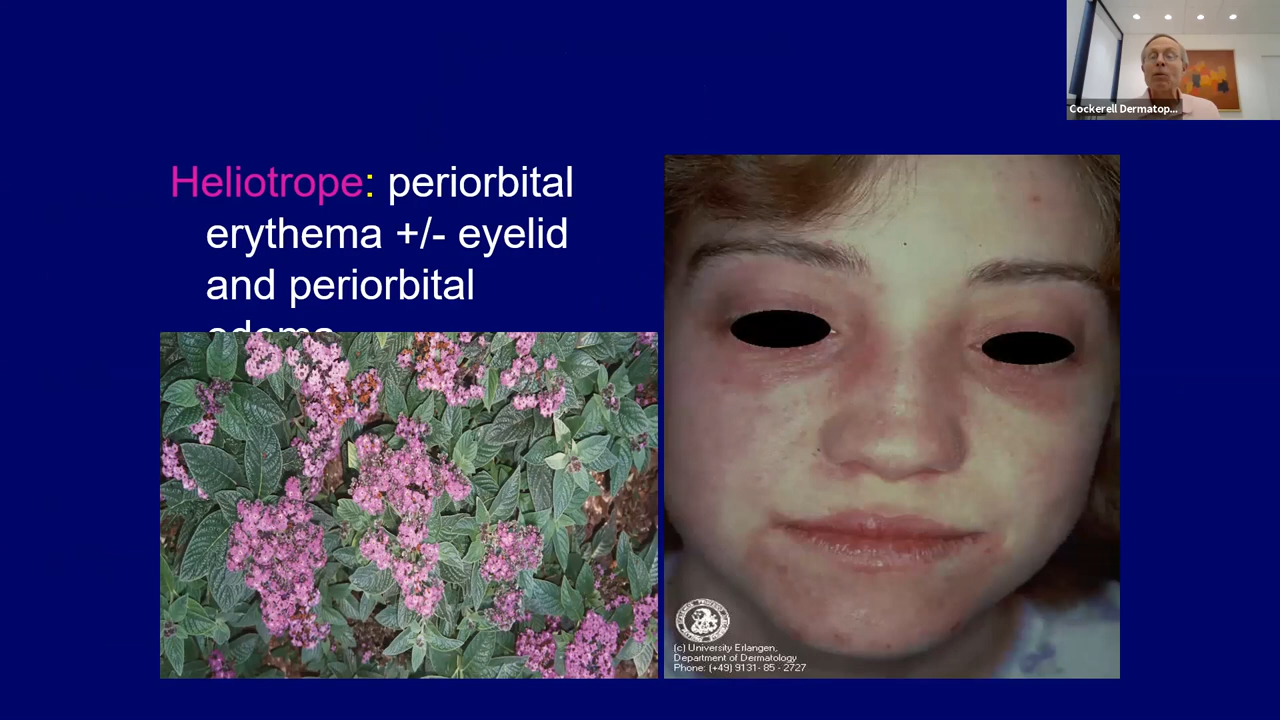 Cockerell Dermatop...
Heliotrope: periorbital
erythema +/- eyelid
and periorbital
edema
(c) University Erlangen,
Department of Dermatology
Phone: (+49) 9131- 85 - 2727